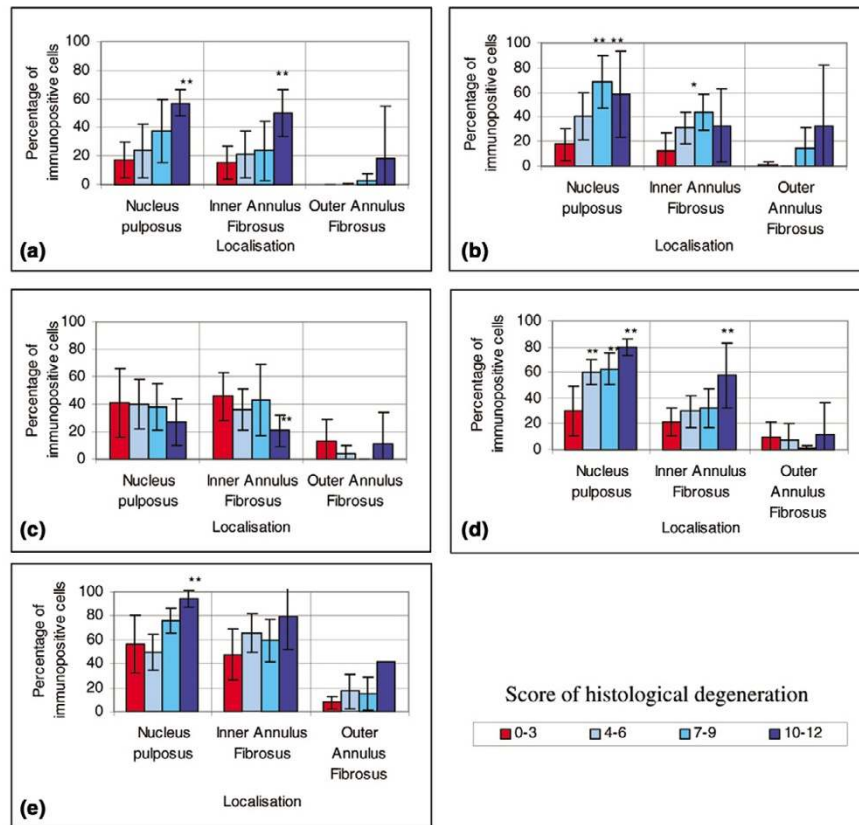 Percentage of
immunopositive cells
100
80
60
40
20
0
**
**
Nucleus
pulposus
Inner Annulus
Fibrosus
Outer Annulus
Fibrosus
Localisation
(a)
Percentage of
immunopositive cells
100
80
60
40
20
0
** **
*
Nucleus
pulposus
Inner Annulus
Fibrosus
Outer
Annulus
Fibrosus
Localisation
(b)
Percentage of
immunopositive cells
100
80
60
40
20
0
**
Nucleus
pulposus
Inner Annulus
Fibrosus
Outer Annulus
Fibrosus
Localisation
(c)
Percentage of
immunopositive cells
100
80
60
40
20
0
** ** **
**
Nucleus
pulposus
Inner Annulus
Fibrosus
Outer
Annulus
Fibrosus
Localisation
(d)
Percentage of
immunopositive cells
100
80
60
40
20
0
**
Nucleus
pulposus
Inner Annulus
Fibrosus
Outer
Annulus
Fibrosus
Localisation
(e)
Score of histological degeneration
0-3 4-6 7-9 10-12